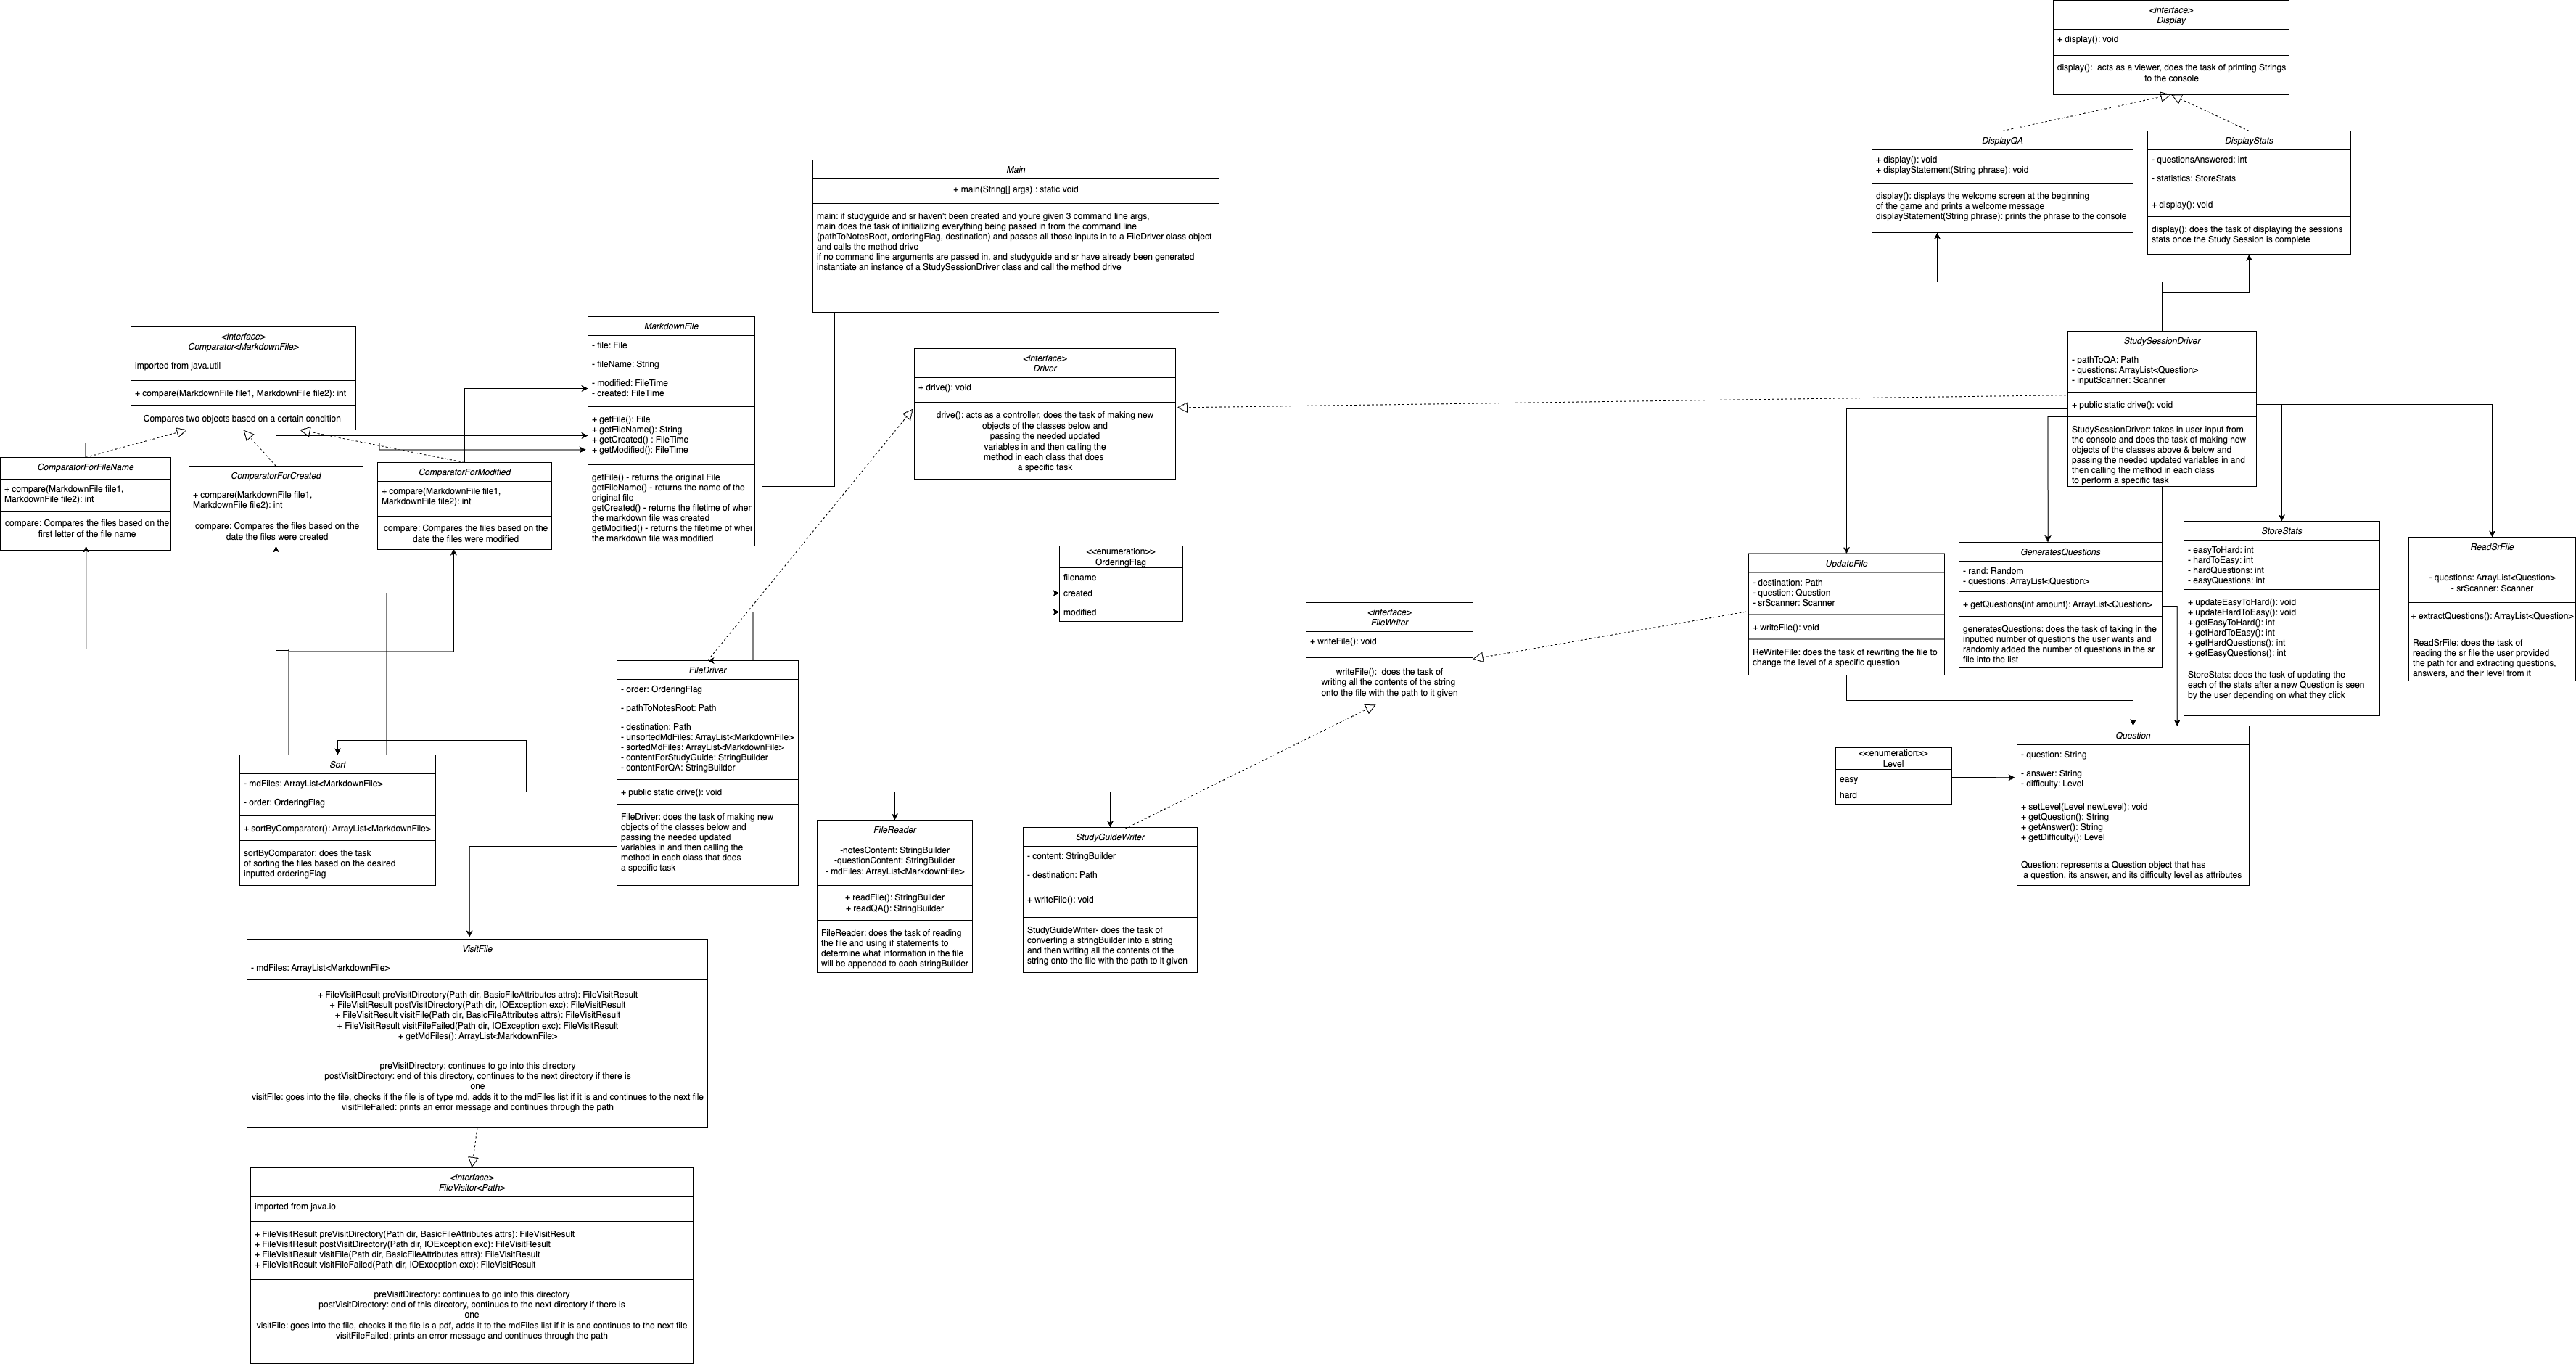 <interface>
Display
+ display(): void
display():  acts as a viewer, does the task of printing Strings
to the console
DisplayQA
+ display(): void
+ displayStatement(String phrase): void
display(): displays the welcome screen at the beginning
of the game and prints a welcome message
displayStatement(String phrase): prints the phrase to the console
DisplayStats
- questionsAnswered: int
- statistics: StoreStats
+ display(): void
display(): does the task of displaying the sessions
stats once the Study Session is complete
Main
+ main(String[] args) : static void
main: if studyguide and sr haven't been created and youre given 3 command line args,
main does the task of initializing everything being passed in from the command line
(pathToNotesRoot, orderingFlag, destination) and passes all those inputs in to a FileDriver class object
and calls the method drive
if no command line arguments are passed in, and studyguide and sr have already been generated
instantiate an instance of a StudySessionDriver class and call the method drive
<interface>
Comparator<MarkdownFile>
imported from java.util
+ compare(MarkdownFile file1, MarkdownFile file2): int
Compares two objects based on a certain condition
MarkdownFile
- file: File
- fileName: String
- modified: FileTime
- created: FileTime
+ getFile(): File
+ getFileName(): String
+ getCreated() : FileTime
+ getModified(): FileTime
getFile() - returns the original File
getFileName() - returns the name of the
original file
getCreated() - returns the filetime of when
the markdown file was created
getModified() - returns the filetime of when
the markdown file was modified
<interface>
Driver
+ drive(): void
drive(): acts as a controller, does the task of making new
objects of the classes below and
passing the needed updated
variables in and then calling the
method in each class that does
a specific task
StudySessionDriver
- pathToQA: Path
- questions: ArrayList<Question>
- inputScanner: Scanner
+ public static drive(): void
StudySessionDriver: takes in user input from
the console and does the task of making new
objects of the classes above & below and
passing the needed updated variables in and
then calling the method in each class
to perform a specific task
ComparatorForFileName
+ compare(MarkdownFile file1,
MarkdownFile file2): int
compare: Compares the files based on the
first letter of the file name
ComparatorForCreated
+ compare(MarkdownFile file1,
MarkdownFile file2): int
compare: Compares the files based on the
date the files were created
ComparatorForModified
+ compare(MarkdownFile file1,
MarkdownFile file2): int
compare: Compares the files based on the
date the files were modified
<<enumeration>>
OrderingFlag
filename
created
modified
<interface>
FileWriter
+ writeFile(): void
writeFile():  does the task of
writing all the contents of the string
onto the file with the path to it given
UpdateFile
- destination: Path
- question: Question
- srScanner: Scanner
+ writeFile(): void
ReWriteFile: does the task of rewriting the file to
change the level of a specific question
GeneratesQuestions
- rand: Random
- questions: ArrayList<Question>
+ getQuestions(int amount): ArrayList<Question>
generatesQuestions: does the task of taking in the
inputted number of questions the user wants and
randomly added the number of questions in the sr
file into the list
StoreStats
- easyToHard: int
- hardToEasy: int
- hardQuestions: int
- easyQuestions: int
+ updateEasyToHard(): void
+ updateHardToEasy(): void
+ getEasyToHard(): int
+ getHardToEasy(): int
+ getHardQuestions(): int
+ getEasyQuestions(): int
StoreStats: does the task of updating the
each of the stats after a new Question is seen
by the user depending on what they click
ReadSrFile
- questions: ArrayList<Question>
- srScanner: Scanner
+ extractQuestions(): ArrayList<Question>
ReadSrFile: does the task of
reading the sr file the user provided
the path for and extracting questions,
answers, and their level from it
FileDriver
- order: OrderingFlag
- pathToNotesRoot: Path
- destination: Path
- unsortedMdFiles: ArrayList<MarkdownFile>
- sortedMdFiles: ArrayList<MarkdownFile>
- contentForStudyGuide: StringBuilder
- contentForQA: StringBuilder
+ public static drive(): void
FileDriver: does the task of making new
objects of the classes below and
passing the needed updated
variables in and then calling the
method in each class that does
a specific task
Sort
- mdFiles: ArrayList<MarkdownFile>
- order: OrderingFlag
+ sortByComparator(): ArrayList<MarkdownFile>
sortByComparator: does the task
of sorting the files based on the desired
inputted orderingFlag
<<enumeration>>
Level
easy
hard
Question
- question: String
- answer: String
- difficulty: Level
+ setLevel(Level newLevel): void
+ getQuestion(): String
+ getAnswer(): String
+ getDifficulty(): Level
Question: represents a Question object that has
a question, its answer, and its difficulty level as attributes
FileReader
-notesContent: StringBuilder
-questionContent: StringBuilder
- mdFiles: ArrayList<MarkdownFile>
+ readFile(): StringBuilder
+ readQA(): StringBuilder
FileReader: does the task of reading
the file and using if statements to
determine what information in the file
will be appended to each stringBuilder
StudyGuideWriter
- content: StringBuilder
- destination: Path
+ writeFile(): void
StudyGuideWriter- does the task of
converting a stringBuilder into a string
and then writing all the contents of the
string onto the file with the path to it given
VisitFile
- mdFiles: ArrayList<MarkdownFile>
+ FileVisitResult preVisitDirectory(Path dir, BasicFileAttributes attrs): FileVisitResult
+ FileVisitResult postVisitDirectory(Path dir, IOException exc): FileVisitResult
+ FileVisitResult visitFile(Path dir, BasicFileAttributes attrs): FileVisitResult
+ FileVisitResult visitFileFailed(Path dir, IOException exc): FileVisitResult
+ getMdFiles(): ArrayList<MarkdownFile>
preVisitDirectory: continues to go into this directory
postVisitDirectory: end of this directory, continues to the next directory if there is
one
visitFile: goes into the file, checks if the file is of type md, adds it to the mdFiles list if it is and continues to the next file
visitFileFailed: prints an error message and continues through the path
<interface>
FileVisitor<Path>
imported from java.io
+ FileVisitResult preVisitDirectory(Path dir, BasicFileAttributes attrs): FileVisitResult
+ FileVisitResult postVisitDirectory(Path dir, IOException exc): FileVisitResult
+ FileVisitResult visitFile(Path dir, BasicFileAttributes attrs): FileVisitResult
+ FileVisitResult visitFileFailed(Path dir, IOException exc): FileVisitResult
preVisitDirectory: continues to go into this directory
postVisitDirectory: end of this directory, continues to the next directory if there is
one
visitFile: goes into the file, checks if the file is a pdf, adds it to the mdFiles list if it is and continues to the next file
visitFileFailed: prints an error message and continues through the path